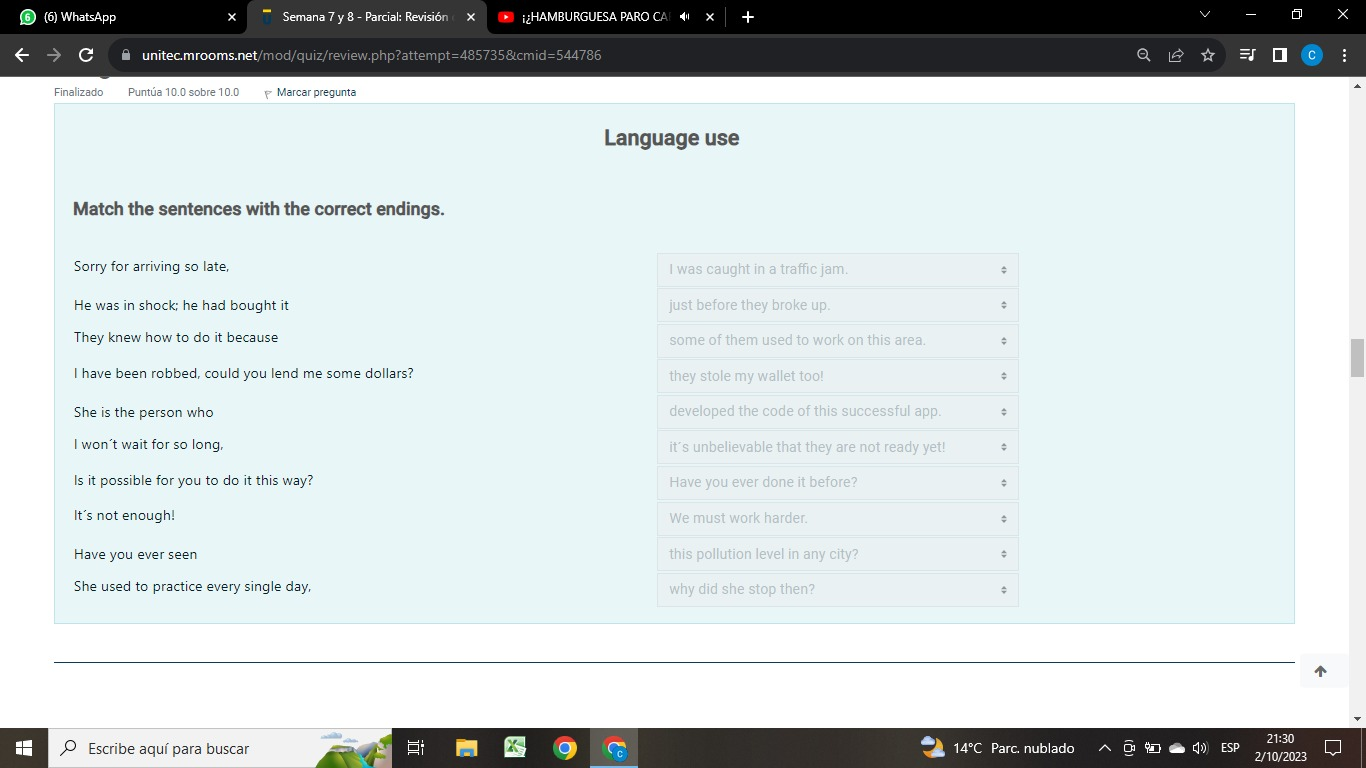 (6) WhatsApp
Semana 7 y 8 - Parcial: Revisión
¡¿HAMBURGUESA PARO CA
unitec.mrooms.net/mod/quiz/review.php?attempt=485735&cmid=544786
C
Finalizado Puntúa 10.0 sobre 10.0 Marcar pregunta
Language use
Match the sentences with the correct endings.
Sorry for arriving so late, I was caught in a traffic jam.
He was in shock; he had bought it just before they broke up.
They knew how to do it because some of them used to work on this area.
I have been robbed, could you lend me some dollars? they stole my wallet too!
She is the person who developed the code of this successful app.
I won´t wait for so long, it´s unbelievable that they are not ready yet!
Is it possible for you to do it this way? Have you ever done it before?
It´s not enough! We must work harder.
Have you ever seen this pollution level in any city?
She used to practice every single day, why did she stop then?
Escribe aquí para buscar
14°C Parc. nublado
ESP
21:30
2/10/2023